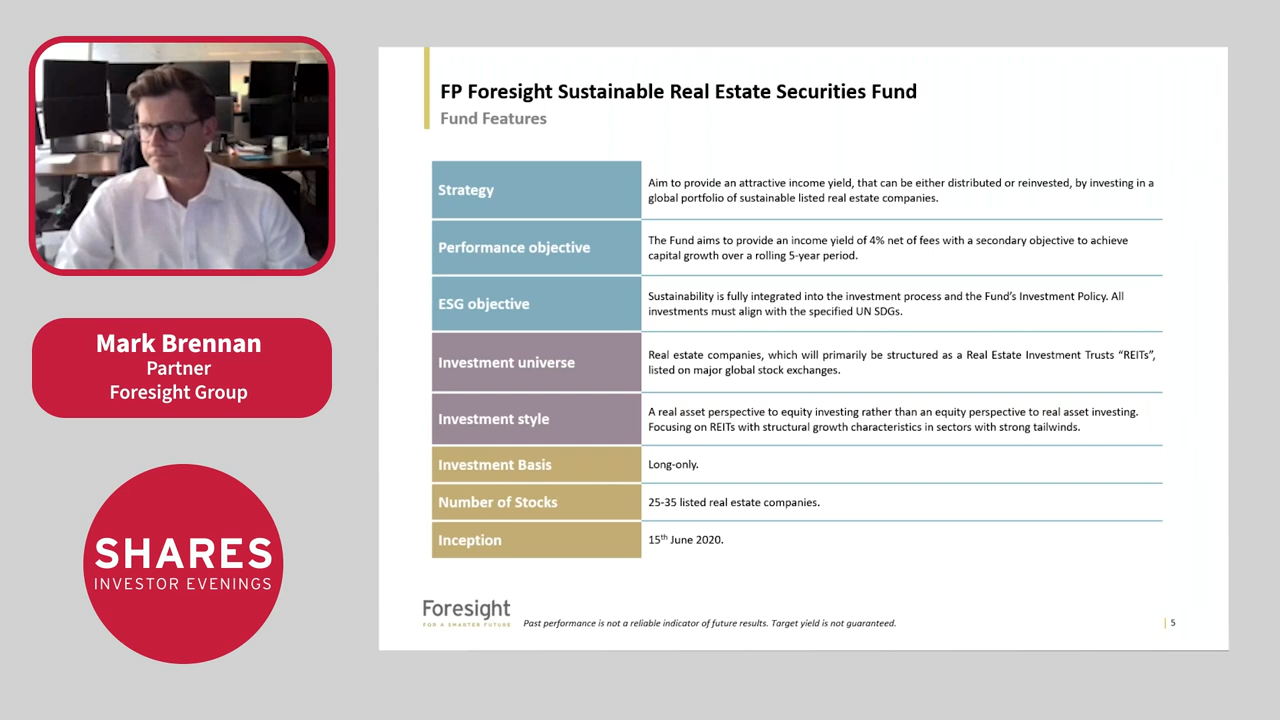 Mark Brennan
Partner
Foresight Group
SHARES
INVESTOR EVENINGS
FP Foresight Sustainable Real Estate Securities Fund
Fund Features
Strategy
Aim to provide an attractive income yield, that can be either distributed or reinvested, by investing in a
global portfolio of sustainable listed real estate companies.
Performance objective
The Fund aims to provide an income yield of 4% net of fees with a secondary objective to achieve
capital growth over a rolling 5-year period.
ESG objective
Sustainability is fully integrated into the investment process and the Fund’s Investment Policy. All
investments must align with the specified UN SDGs.
Investment universe
Real estate companies, which will primarily be structured as a Real Estate Investment Trusts “REITs”,
listed on major global stock exchanges.
Investment style
A real asset perspective to equity investing rather than an equity perspective to real asset investing.
Focusing on REITs with structural growth characteristics in sectors with strong tailwinds.
Investment Basis
Long-only.
Number of Stocks
25-35 listed real estate companies.
Inception
15th June 2020.
Foresight
FOR A SMARTER FUTURE
Past performance is not a reliable indicator of future results. Target yield is not guaranteed.
| 5